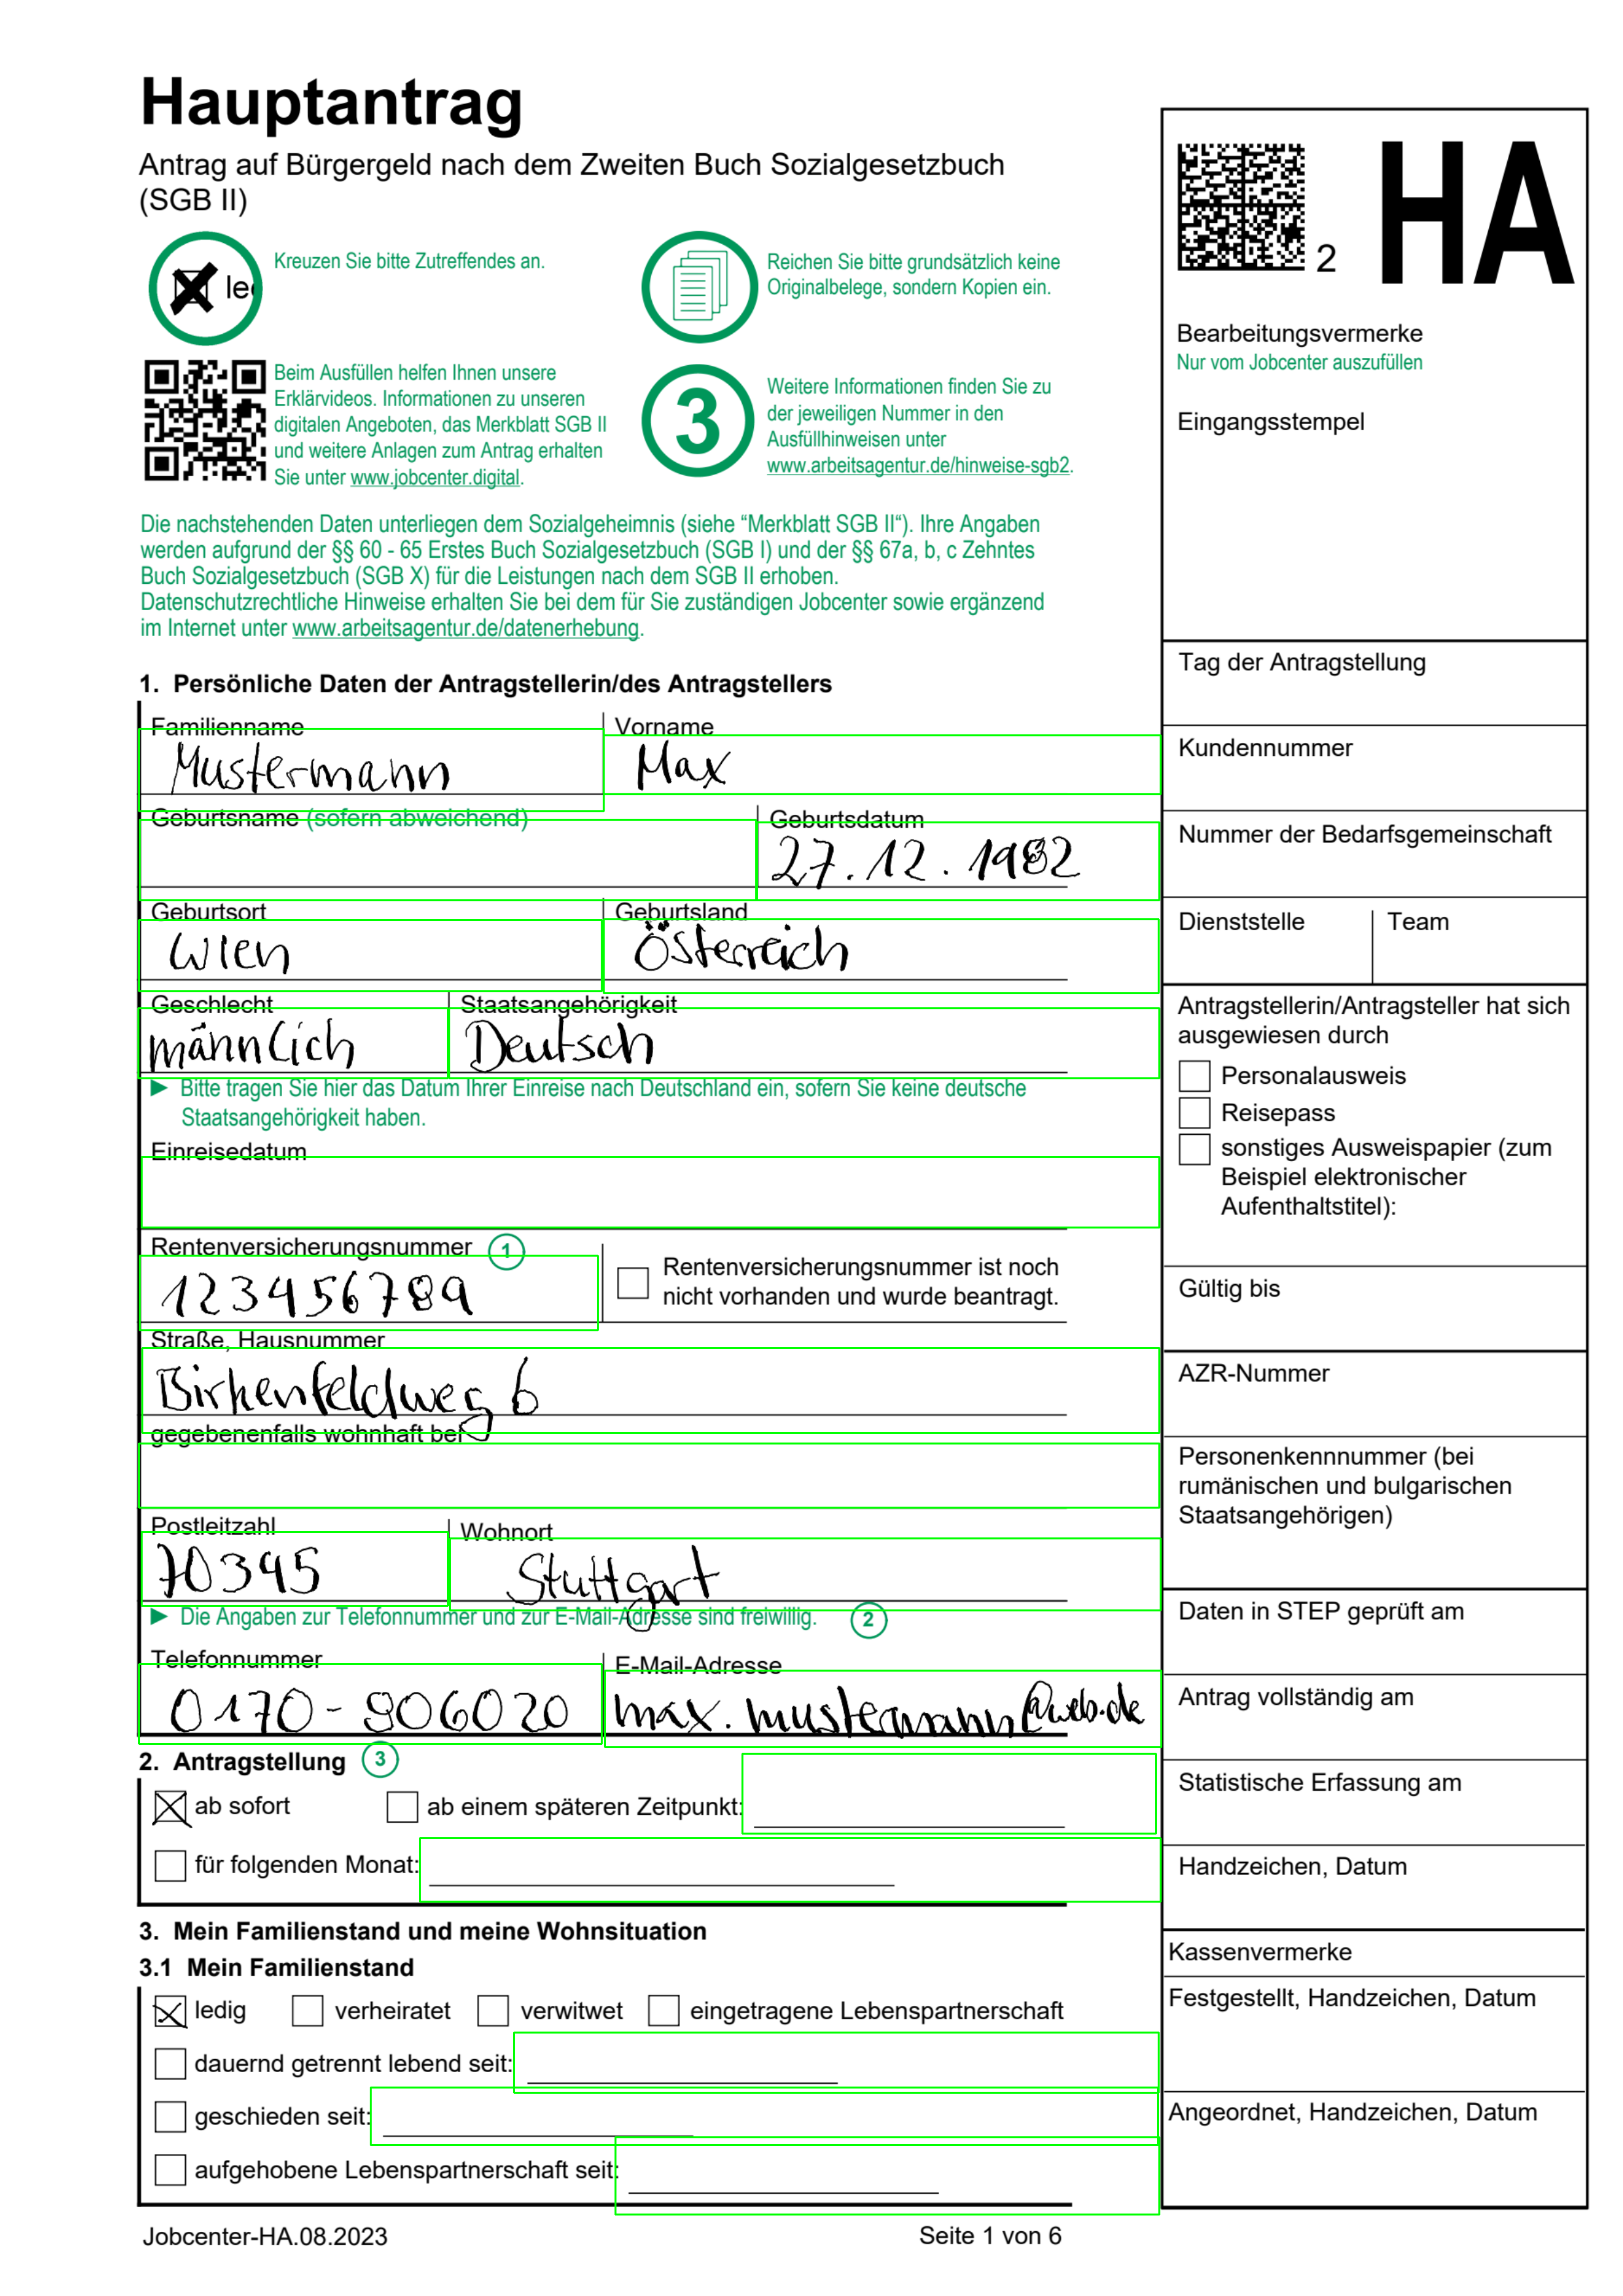 Hauptantrag
Antrag auf Bürgergeld nach dem Zweiten Buch Sozialgesetzbuch
(SGB II)
Kreuzen Sie bitte Zutreffendes an.
Reichen Sie bitte grundsätzlich keine
Originalbelege, sondern Kopien ein.
Beim Ausfüllen helfen Ihnen unsere
Erklärvideos. Informationen zu unseren
digitalen Angeboten, das Merkblatt SGB II
und weitere Anlagen zum Antrag erhalten
Sie unter www.jobcenter.digital.
3
Weitere Informationen finden Sie zu
der jeweiligen Nummer in den
Ausfüllhinweisen unter
www.arbeitsagentur.de/hinweise-sgb2.
Die nachstehenden Daten unterliegen dem Sozialgeheimnis (siehe “Merkblatt SGB II“). Ihre Angaben
werden aufgrund der §§ 60 - 65 Erstes Buch Sozialgesetzbuch (SGB I) und der §§ 67a, b, c Zehntes
Buch Sozialgesetzbuch (SGB X) für die Leistungen nach dem SGB II erhoben.
Datenschutzrechtliche Hinweise erhalten Sie bei dem für Sie zuständigen Jobcenter sowie ergänzend
im Internet unter www.arbeitsagentur.de/datenerhebung.
1. Persönliche Daten der Antragstellerin/des Antragstellers
Familienname Vorname
Mustermann Max
Geburtsname (sofern abweichend) Geburtsdatum
27.12.1982
Geburtsort Geburtsland
Wien Österreich
Geschlecht Staatsangehörigkeit
männlich Deutsch
Bitte tragen Sie hier das Datum Ihrer Einreise nach Deutschland ein, sofern Sie keine deutsche
Staatsangehörigkeit haben.
Einreisedatum
Rentenversicherungsnummer 1
123456789
Rentenversicherungsnummer ist noch
nicht vorhanden und wurde beantragt.
Straße, Hausnummer
Birkenfeldweg 6
gegebenenfalls wohnhaft bei
Postleitzahl Wohnort
70345 Stuttgart
Die Angaben zur Telefonnummer und zur E-Mail-Adresse sind freiwillig. 2
Telefonnummer E-Mail-Adresse
0170-906020 max.mustermann@web.de
2. Antragstellung 3
ab sofort ab einem späteren Zeitpunkt:
für folgenden Monat:
3. Mein Familienstand und meine Wohnsituation
3.1 Mein Familienstand
ledig verheiratet verwitwet eingetragene Lebenspartnerschaft
dauernd getrennt lebend seit:
geschieden seit:
aufgehobene Lebenspartnerschaft seit:
Jobcenter-HA.08.2023 Seite 1 von 6
2 HA
Bearbeitungsvermerke
Nur vom Jobcenter auszufüllen
Eingangsstempel
Tag der Antragstellung
Kundennummer
Nummer der Bedarfsgemeinschaft
Dienststelle Team
Antragstellerin/Antragsteller hat sich
ausgewiesen durch
Personalausweis
Reisepass
sonstiges Ausweispapier (zum
Beispiel elektronischer
Aufenthaltstitel):
Gültig bis
AZR-Nummer
Personenkennnummer (bei
rumänischen und bulgarischen
Staatsangehörigen)
Daten in STEP geprüft am
Antrag vollständig am
Statistische Erfassung am
Handzeichen, Datum
Kassenvermerke
Festgestellt, Handzeichen, Datum
Angeordnet, Handzeichen, Datum